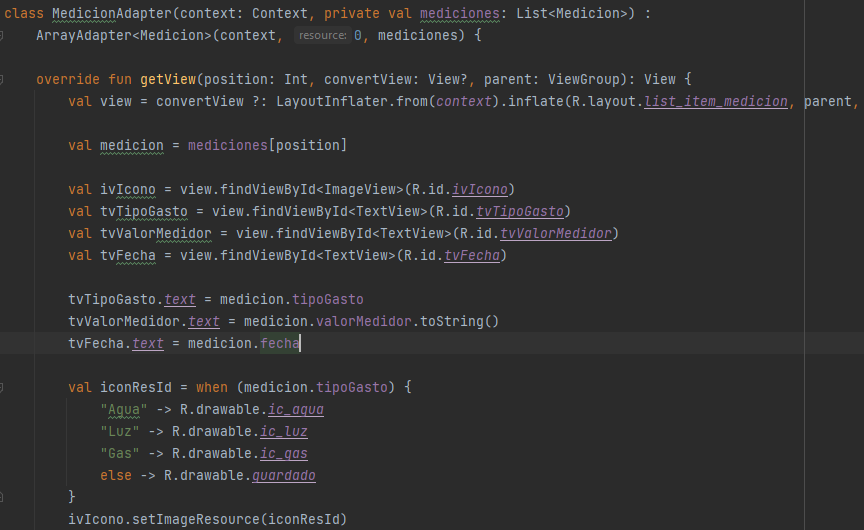 class MedicionAdapter(context: Context, private val mediciones: List<Medicion>) :
    ArrayAdapter<Medicion>(context, resource: 0, mediciones) {

    override fun getView(position: Int, convertView: View?, parent: ViewGroup): View {
        val view = convertView ?: LayoutInflater.from(context).inflate(R.layout.list_item_medicion, parent,

        val medicion = mediciones[position]

        val ivIcono = view.findViewById<ImageView>(R.id.ivIcono)
        val tvTipoGasto = view.findViewById<TextView>(R.id.tvTipoGasto)
        val tvValorMedidor = view.findViewById<TextView>(R.id.tvValorMedidor)
        val tvFecha = view.findViewById<TextView>(R.id.tvFecha)

        tvTipoGasto.text = medicion.tipoGasto
        tvValorMedidor.text = medicion.valorMedidor.toString()
        tvFecha.text = medicion.fecha

        val iconResId = when (medicion.tipoGasto) {
            "Agua" -> R.drawable.ic_agua
            "Luz" -> R.drawable.ic_luz
            "Gas" -> R.drawable.ic_gas
            else -> R.drawable.guardado
        }
        ivIcono.setImageResource(iconResId)